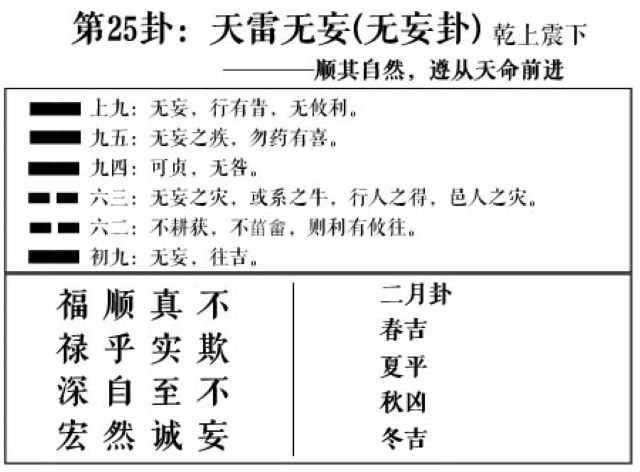 第25卦：天雷无妄(无妄卦) 乾上震下
————顺其自然，遵从天命前进
上九：无妄，行有眚，无攸利。
九五：无妄之疾，勿药有喜。
九四：可贞，无咎。
六三：无妄之灾，或系之牛，行人之得，邑人之灾。
六二：不耕获，不菑畲，则利有攸往。
初九：无妄，往吉。
不欺不妄
真实至诚
顺乎自然
福禄深宏
二月卦
春吉
夏平
秋凶
冬吉